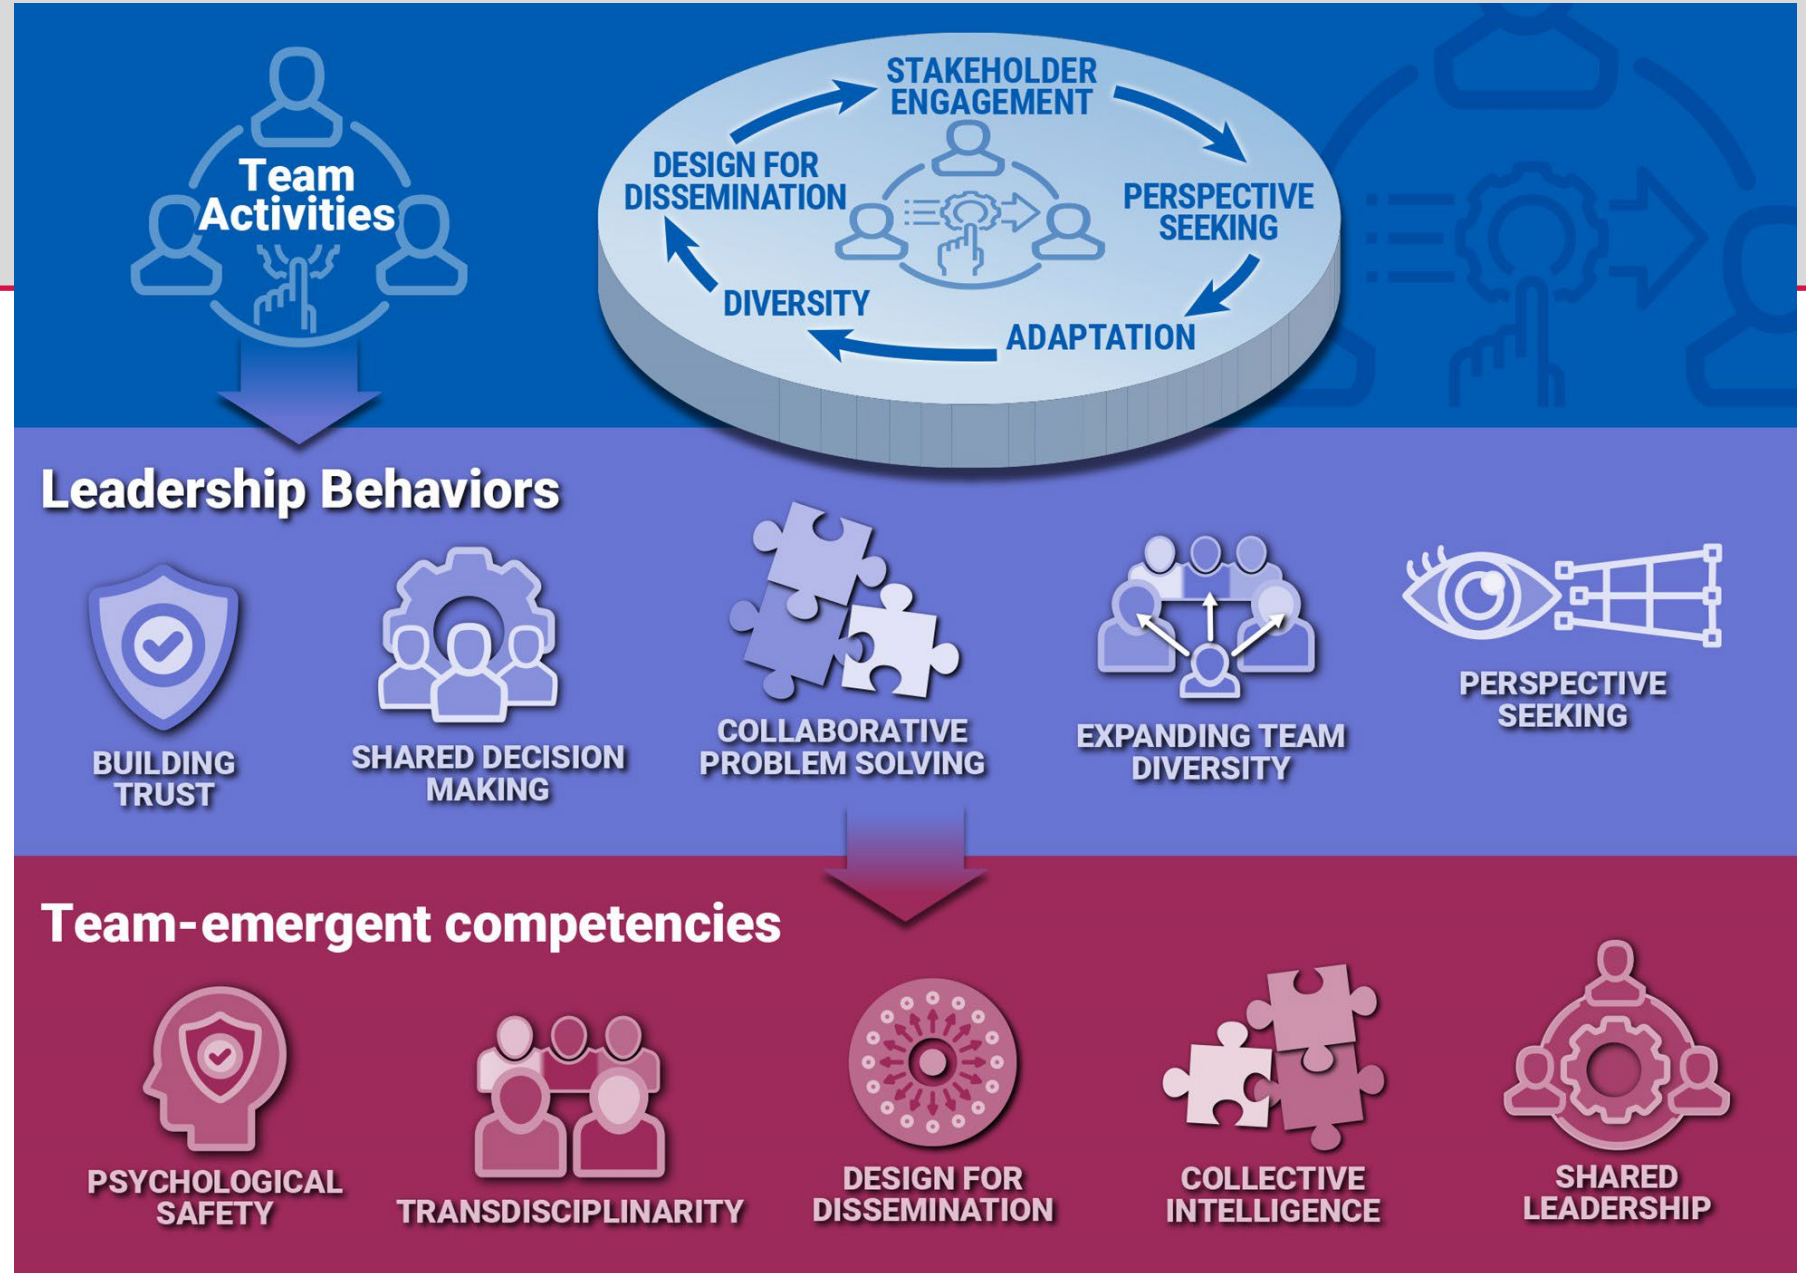 Team
Activities
STAKEHOLDER
ENGAGEMENT
DESIGN FOR
DISSEMINATION
PERSPECTIVE
SEEKING
DIVERSITY
ADAPTATION
Leadership Behaviors
BUILDING
TRUST
SHARED DECISION
MAKING
COLLABORATIVE
PROBLEM SOLVING
EXPANDING TEAM
DIVERSITY
PERSPECTIVE
SEEKING
Team-emergent competencies
PSYCHOLOGICAL
SAFETY
TRANSDISCIPLINARITY
DESIGN FOR
DISSEMINATION
COLLECTIVE
INTELLIGENCE
SHARED
LEADERSHIP